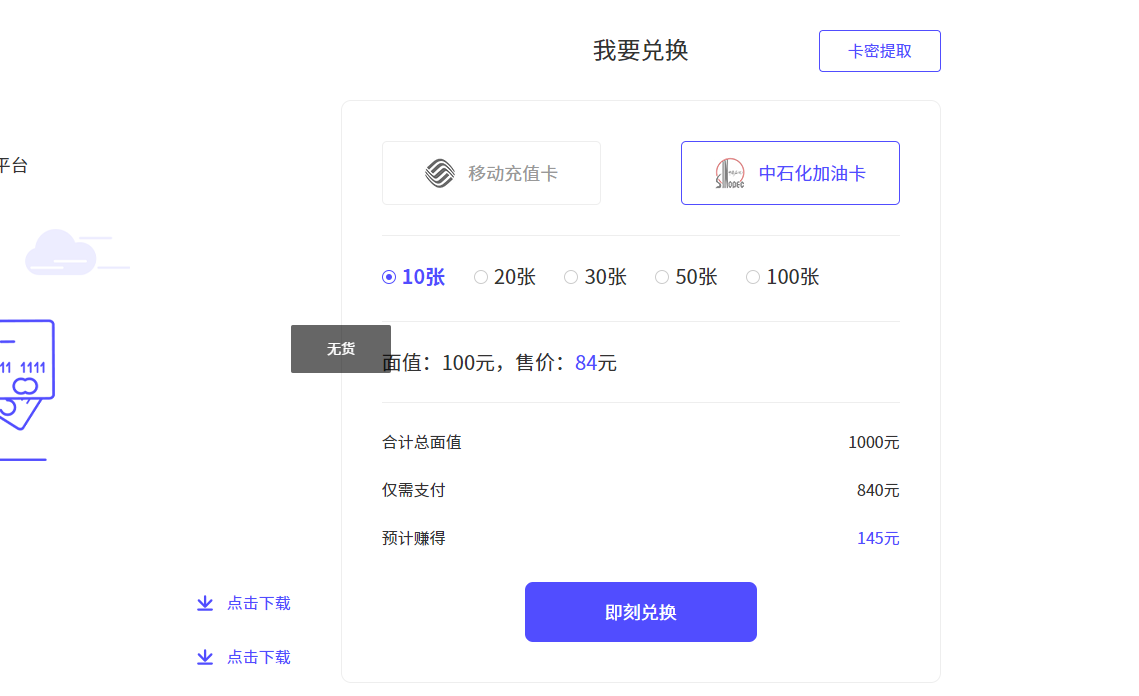 我要兑换
卡密提取
平台
移动充值卡
SINOPEC
中石化加油卡
10张
20张
30张
50张
100张
无货
面值：100元，售价：84元
11 1111
合计总面值
1000元
仅需支付
840元
预计赚得
145元
即刻兑换
点击下载
点击下载